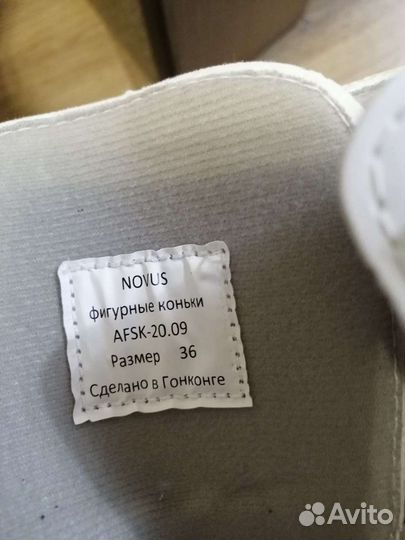 NOVUS
фигурные коньки
AFSK-20.09
Размер 36
Сделано в Гонконге
Avito